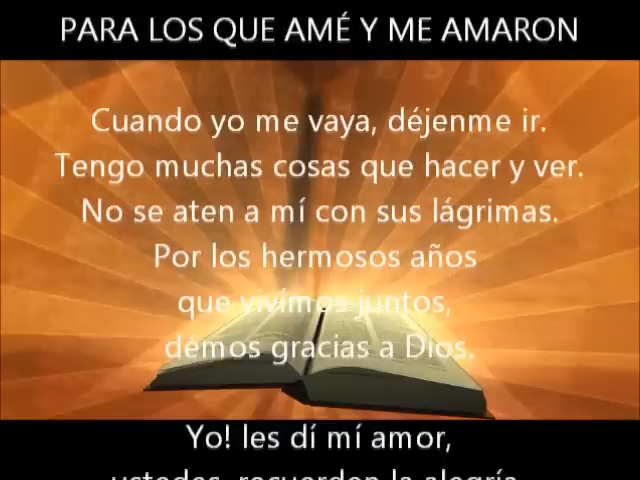 PARA LOS QUE AMÉ Y ME AMARON
Cuando yo me vaya, déjenme ir.
Tengo muchas cosas que hacer y ver.
No se aten a mí con sus lágrimas.
Por los hermosos años
que vivímos juntos,
démos gracias a Dios.
Yo! les dí mí amor,
ustedes, recuerden la alegría